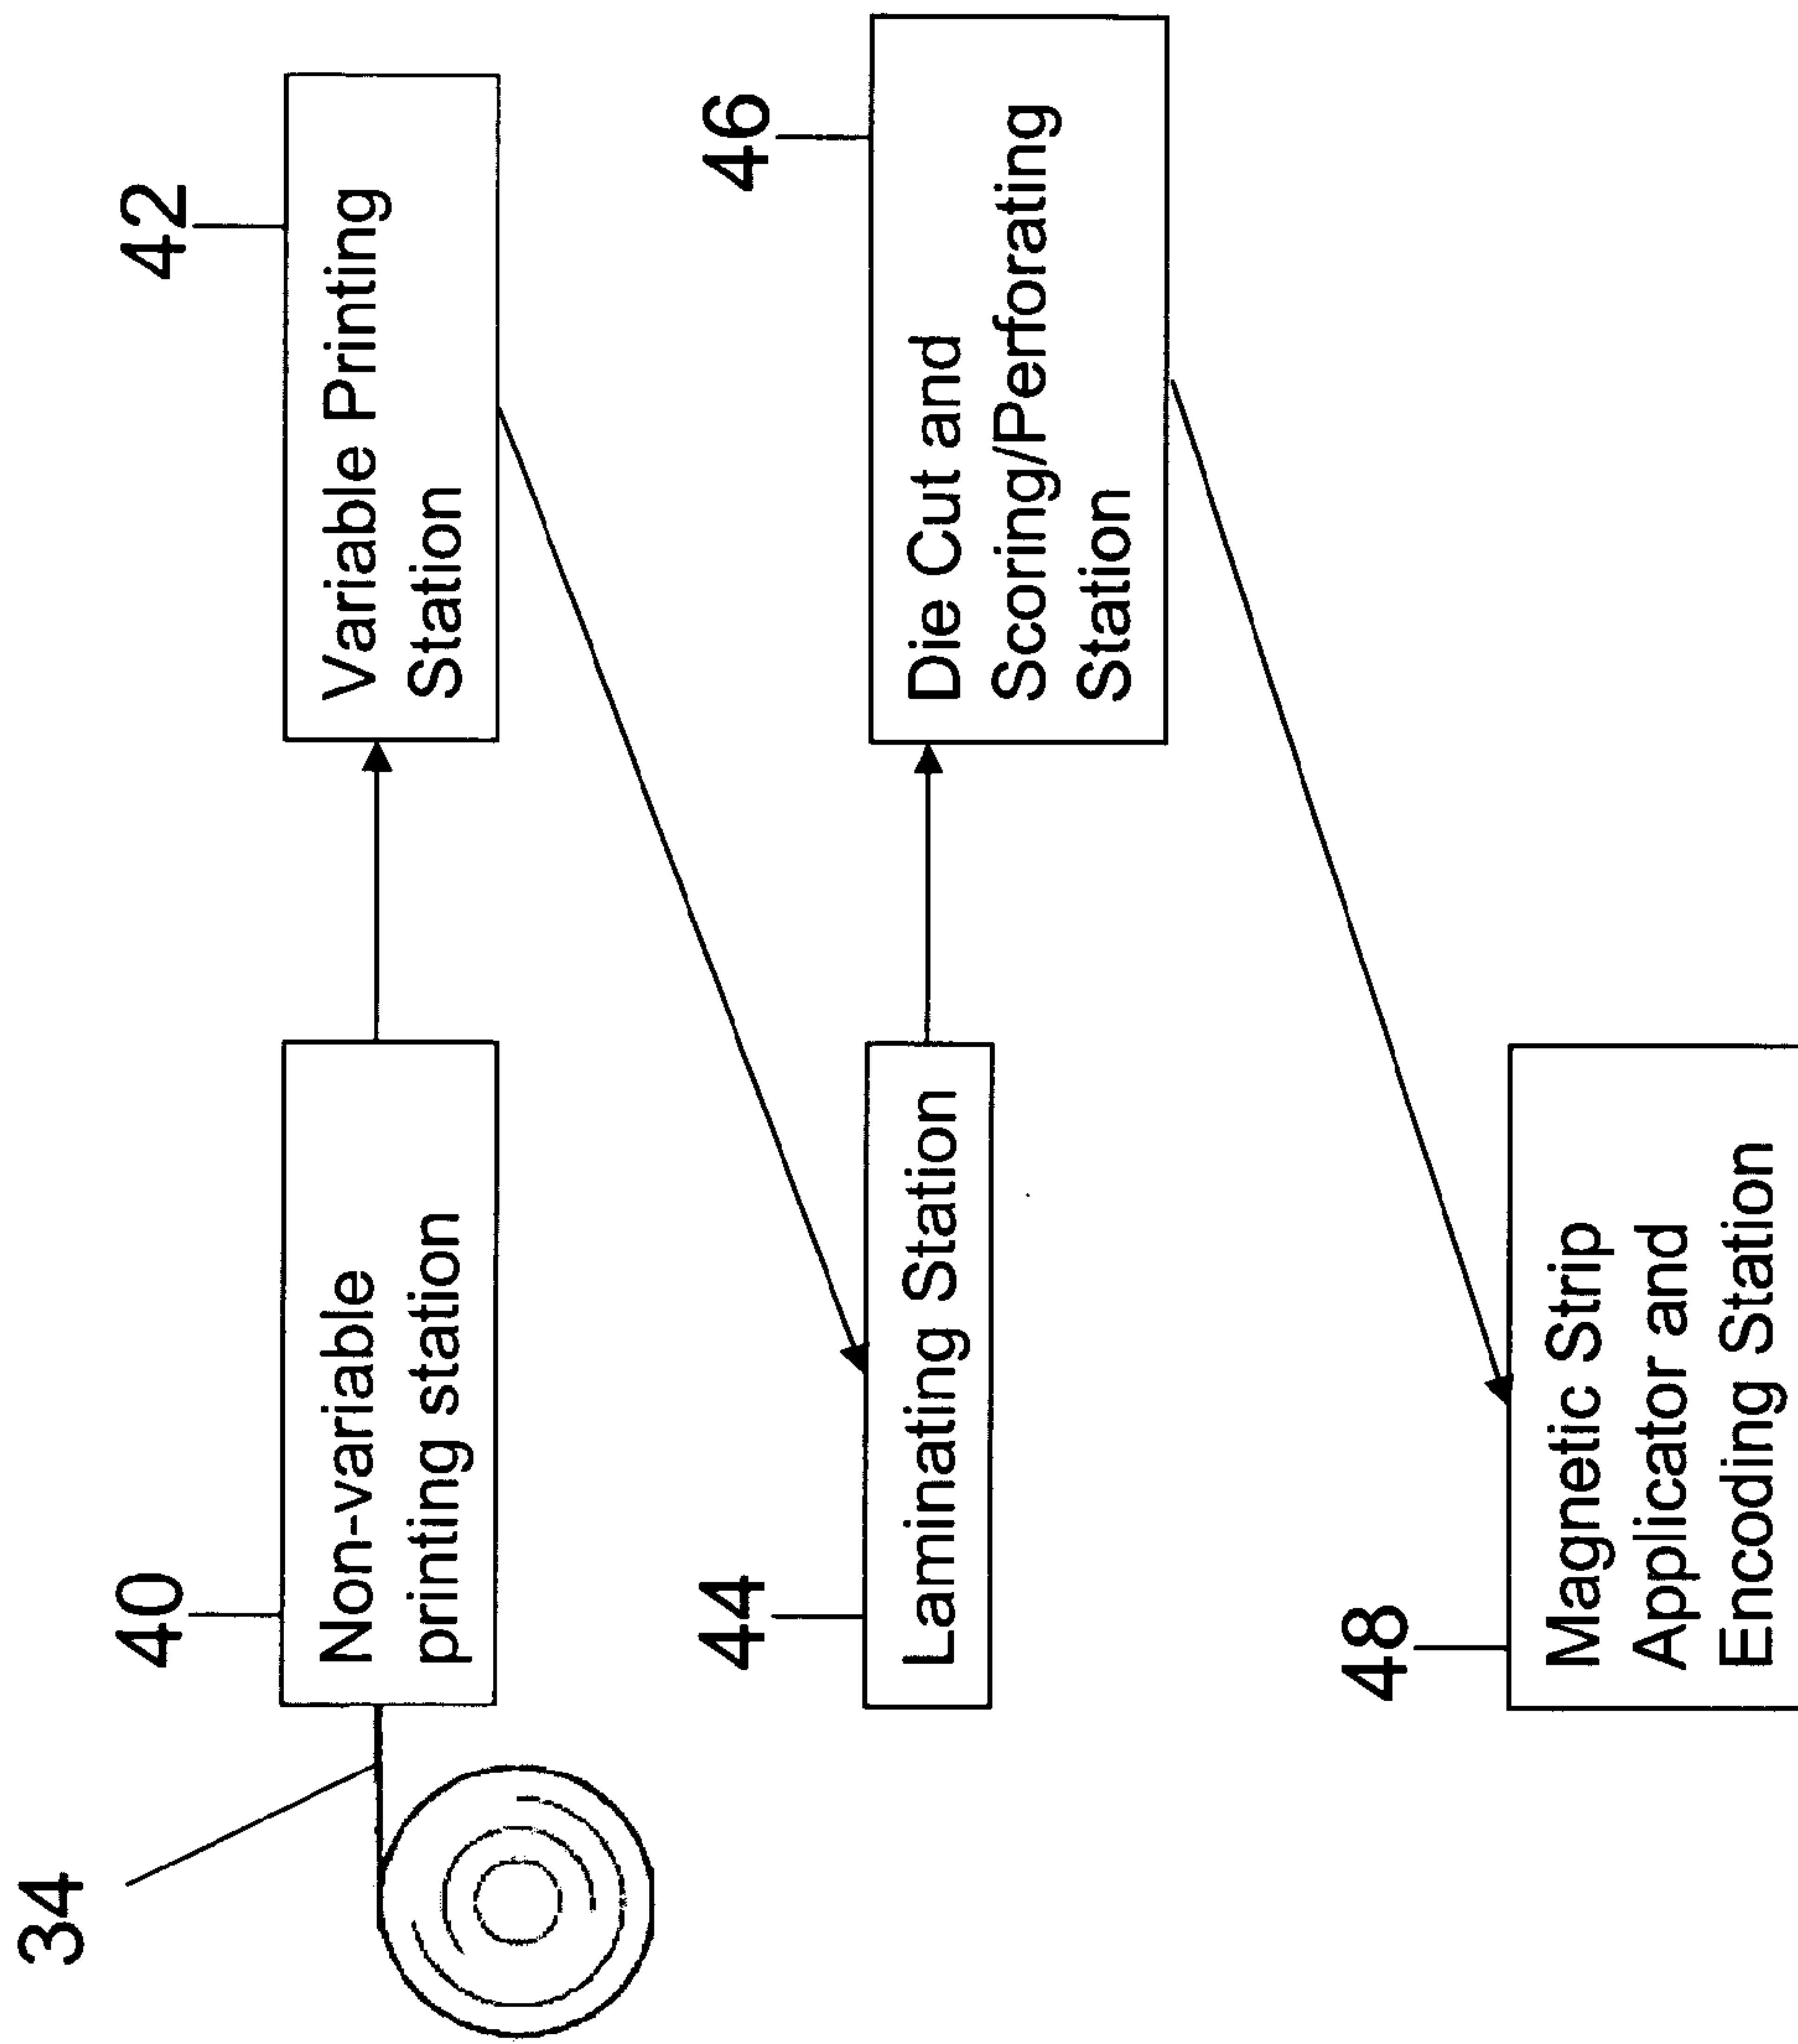 34
40
Non-variable
printing station
42
Variable Printing
Station
44
Laminating Station
46
Die Cut and
Scoring/Perforating
Station
48
Magnetic Strip
Applicator and
Encoding Station